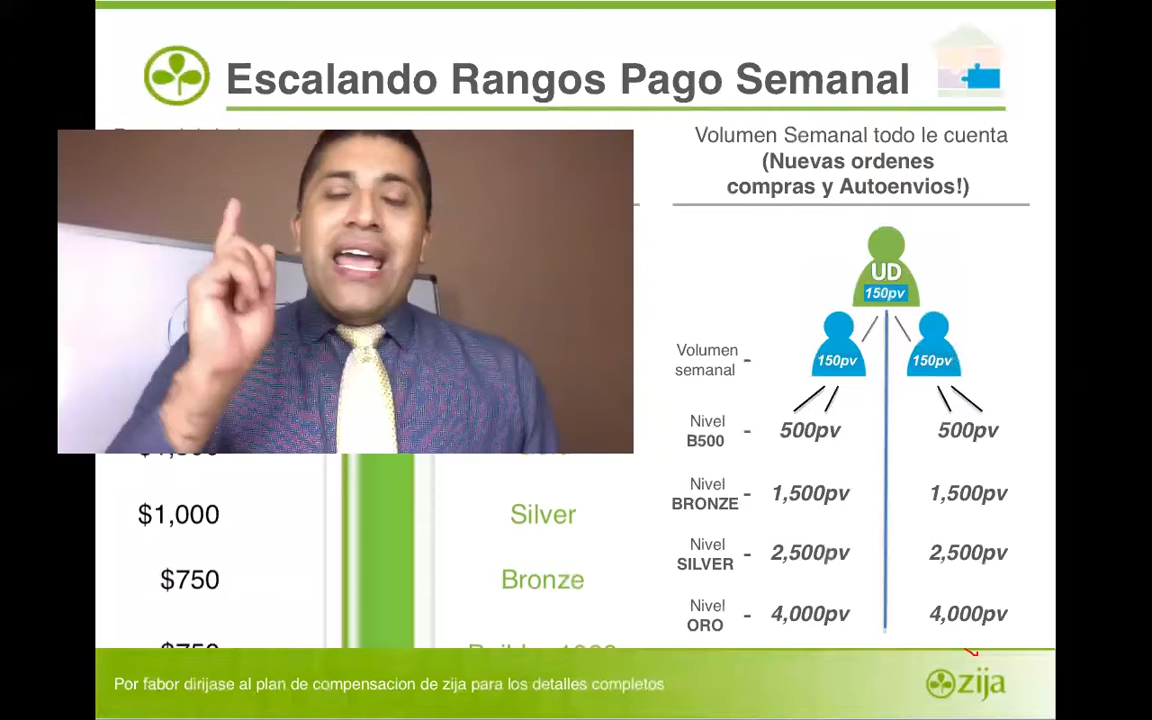 Escalando Rangos Pago Semanal
Volumen Semanal todo le cuenta
(Nuevas ordenes
compras y Autoenvios!)
UD
150pv
150pv 150pv
Volumen
semanal -
Nivel
B500 - 500pv 500pv
Nivel
BRONZE - 1,500pv 1,500pv
Nivel
SILVER - 2,500pv 2,500pv
Nivel
ORO - 4,000pv 4,000pv
$1,000 Silver
$750 Bronze
$750
Por fabor dirijase al plan de compensacion de zija para los detalles completos
zija